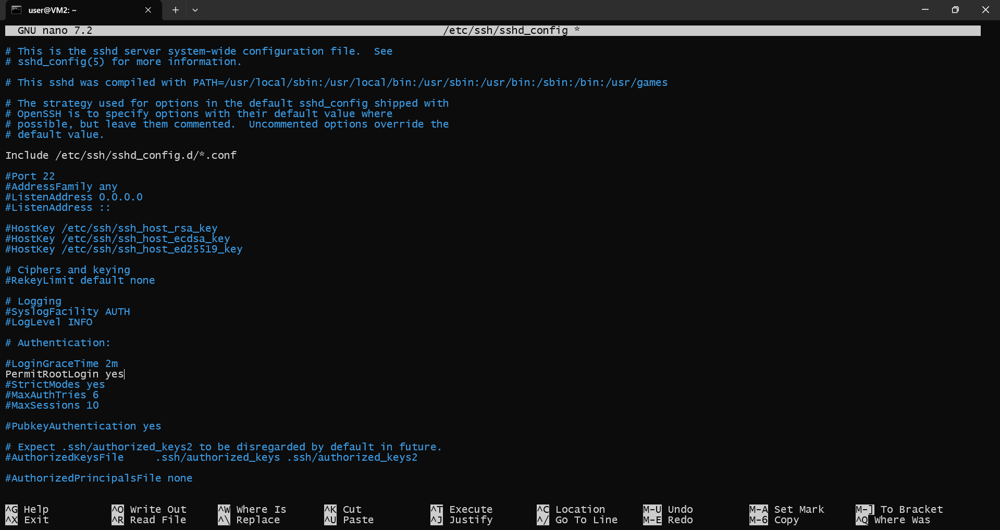 user@VM2: ~
GNU nano 7.2 /etc/ssh/sshd_config *
# This is the sshd server system-wide configuration file.  See
# sshd_config(5) for more information.
# This sshd was compiled with PATH=/usr/local/sbin:/usr/local/bin:/usr/sbin:/usr/bin:/sbin:/bin:/usr/games
# The strategy used for options in the default sshd_config shipped with
# OpenSSH is to specify options with their default value where
# possible, but leave them commented.  Uncommented options override the
# default value.
Include /etc/ssh/sshd_config.d/*.conf
#Port 22
#AddressFamily any
#ListenAddress 0.0.0.0
#ListenAddress ::
#HostKey /etc/ssh/ssh_host_rsa_key
#HostKey /etc/ssh/ssh_host_ecdsa_key
#HostKey /etc/ssh/ssh_host_ed25519_key
# Ciphers and keying
#RekeyLimit default none
# Logging
#SyslogFacility AUTH
#LogLevel INFO
# Authentication:
#LoginGraceTime 2m
PermitRootLogin yes
#StrictModes yes
#MaxAuthTries 6
#MaxSessions 10
#PubkeyAuthentication yes
# Expect .ssh/authorized_keys2 to be disregarded by default in future.
#AuthorizedKeysFile     .ssh/authorized_keys .ssh/authorized_keys2
#AuthorizedPrincipalsFile none
^G Help ^O Write Out ^W Where Is ^K Cut ^T Execute ^C Location M-U Undo M-A Set Mark M-] To Bracket
^X Exit ^R Read File ^\ Replace ^U Paste ^J Justify ^/ Go To Line M-E Redo M-6 Copy ^Q Where Was